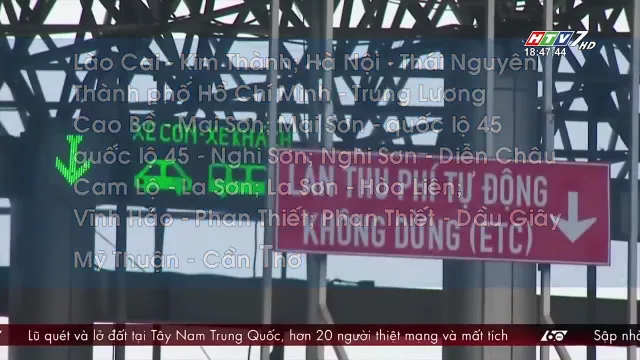 HTV7 HD
18:47:44
Lào Cai - Kim Thành, Hà Nội - Thái Nguyên,
Thành phố Hồ Chí Minh - Trung Lương
Cao Bồ - Mai Sơn, Mai Sơn - quốc lộ 45
quốc lộ 45 - Nghi Sơn, Nghi Sơn - Diễn Châu
Cam Lộ - La Sơn, La Sơn - Hòa Liên,
Vĩnh Hảo - Phan Thiết, Phan Thiết - Dầu Giây
Mỹ Thuận - Cần Thơ
XE CON XE KHÁCH
LÀN THU PHÍ TỰ ĐỘNG
KHÔNG DỪNG (ETC)
Lũ quét và lở đất tại Tây Nam Trung Quốc, hơn 20 người thiệt mạng và mất tích
60 Sập nhà